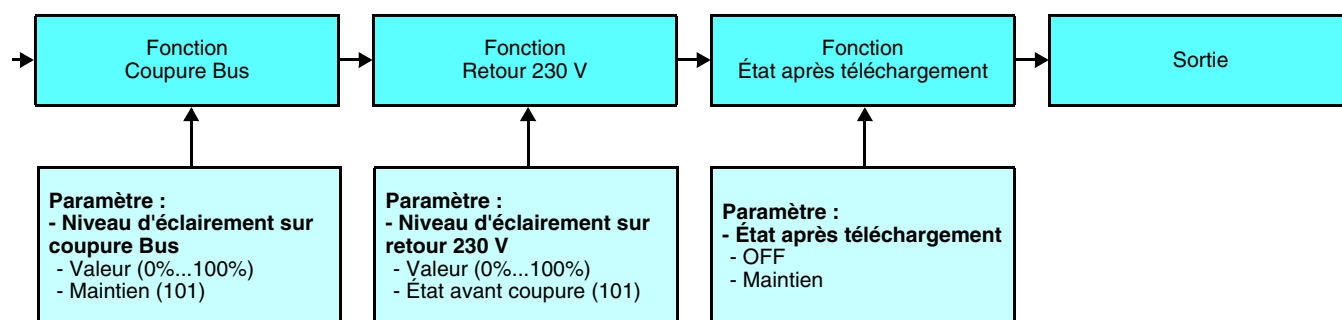 Fonction
Coupure Bus
Fonction
Retour 230 V
Fonction
État après téléchargement
Sortie
Paramètre :
- Niveau d'éclairement sur
coupure Bus
- Valeur (0%...100%)
- Maintien (101)
Paramètre :
- Niveau d'éclairement sur
retour 230 V
- Valeur (0%...100%)
- État avant coupure (101)
Paramètre :
- État après téléchargement
- OFF
- Maintien